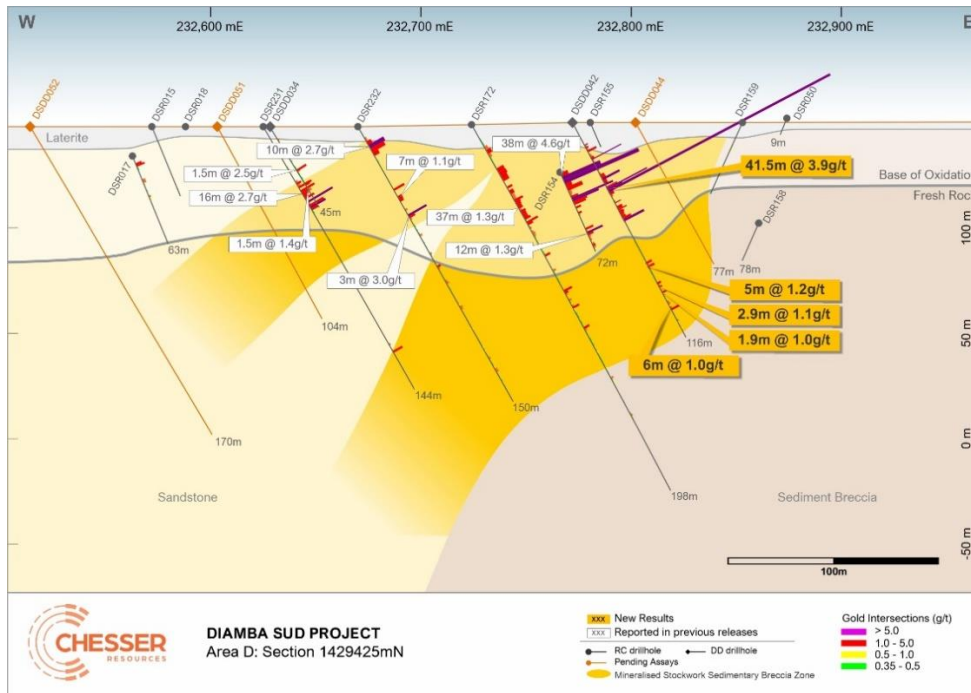 W
232,600 mE
232,700 mE
232,800 mE
232,900 mE
E
DSDD052
DSR015
DSR018
DSDD051
DSR231
DSDD034
DSR232
DSR172
DSDD042
DSR155
DSDD044
DSR159
DSR050
Laterite
DSR017
10m @ 2.7g/t
7m @ 1.1g/t
38m @ 4.6g/t
DSR154
9m
1.5m @ 2.5g/t
16m @ 2.7g/t
45m
41.5m @ 3.9g/t
Base of Oxidatio
Fresh Roc
DSR158
37m @ 1.3g/t
1.5m @ 1.4g/t
12m @ 1.3g/t
63m
72m
77m
78m
100 m
3m @ 3.0g/t
5m @ 1.2g/t
2.9m @ 1.1g/t
1.9m @ 1.0g/t
6m @ 1.0g/t
104m
116m
50 m
144m
150m
170m
0 m
198m
Sandstone
Sediment Breccia
-50 m
100m
CHESSER
RESOURCES
DIAMBA SUD PROJECT
Area D: Section 1429425mN
XXX New Results
XXX Reported in previous releases
RC drillhole
DD drillhole
Pending Assays
Mineralised Stockwork Sedimentary Breccia Zone
Gold Intersections (g/t)
> 5.0
1.0 - 5.0
0.5 - 1.0
0.35 - 0.5